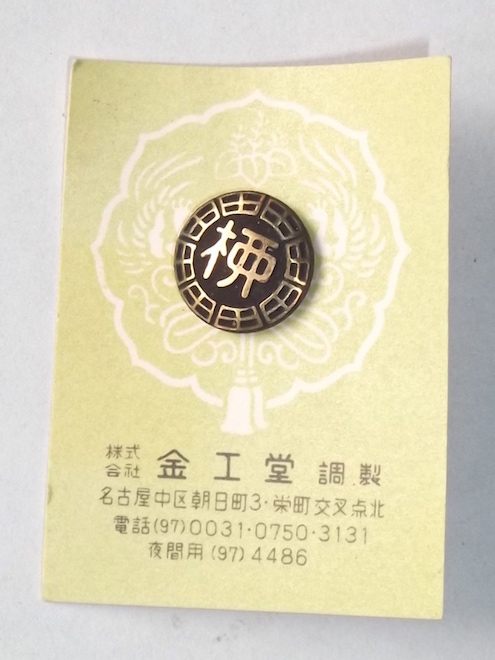 株式会社 金工堂 調製
名古屋中区朝日町3・栄町交叉点北
電話(97)0031・0750・3131
夜間用(97)4486